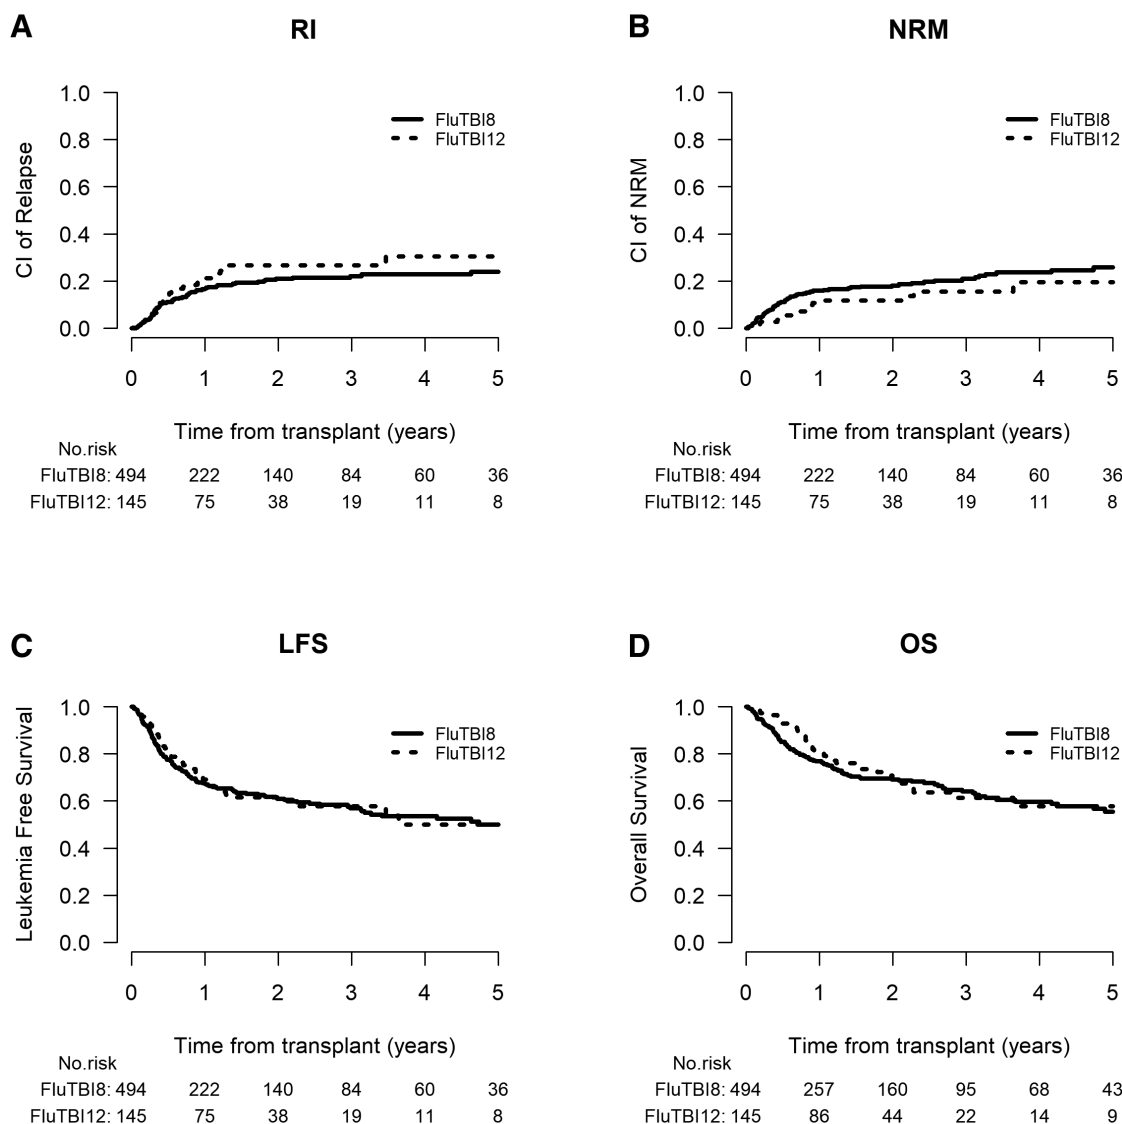 A RI
1.0
0.8
0.6
0.4
0.2
0.0
CI of Relapse
FluTBI8
FluTBI12
0 1 2 3 4 5
Time from transplant (years)
No.risk
FluTBI8: 494 222 140 84 60 36
FluTBI12: 145 75 38 19 11 8
B NRM
1.0
0.8
0.6
0.4
0.2
0.0
CI of NRM
FluTBI8
FluTBI12
0 1 2 3 4 5
Time from transplant (years)
No.risk
FluTBI8: 494 222 140 84 60 36
FluTBI12: 145 75 38 19 11 8
C LFS
1.0
0.8
0.6
0.4
0.2
0.0
Leukemia Free Survival
FluTBI8
FluTBI12
0 1 2 3 4 5
Time from transplant (years)
No.risk
FluTBI8: 494 222 140 84 60 36
FluTBI12: 145 75 38 19 11 8
D OS
1.0
0.8
0.6
0.4
0.2
0.0
Overall Survival
FluTBI8
FluTBI12
0 1 2 3 4 5
Time from transplant (years)
No.risk
FluTBI8: 494 257 160 95 68 43
FluTBI12: 145 86 44 22 14 9